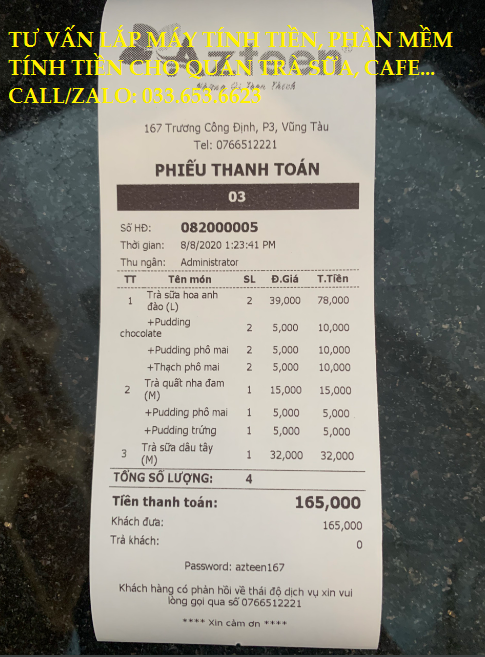 TƯ VẤN LẮP MÁY TÍNH TIỀN, PHẦN MỀM
TÍNH TIỀN CHO QUÁN TRÀ SỮA, CAFE...
CALL/ZALO: 033.653.6623
Azteen
167 Trương Công Định, P3, Vũng Tàu
Tel: 0766512221
PHIẾU THANH TOÁN
03
Số HĐ: 082000005
Thời gian: 8/8/2020 1:23:41 PM
Thu ngân: Administrator
TT Tên món SL Đ.Giá T.Tiền
1 Trà sữa hoa anh 2 39,000 78,000
đào (L)
+Pudding 2 5,000 10,000
chocolate
+Pudding phô mai 2 5,000 10,000
+Thạch phô mai 2 5,000 10,000
2 Trà quất nha đam 1 15,000 15,000
(M)
+Pudding phô mai 1 5,000 5,000
+Pudding trứng 1 5,000 5,000
3 Trà sữa dâu tây 1 32,000 32,000
(M)
TỔNG SỐ LƯỢNG: 4
Tiền thanh toán: 165,000
Khách đưa: 165,000
Trả khách: 0
Password: azteen167
Khách hàng có phản hồi về thái độ dịch vụ xin vui
lòng gọi qua số 0766512221
**** Xin cảm ơn ****